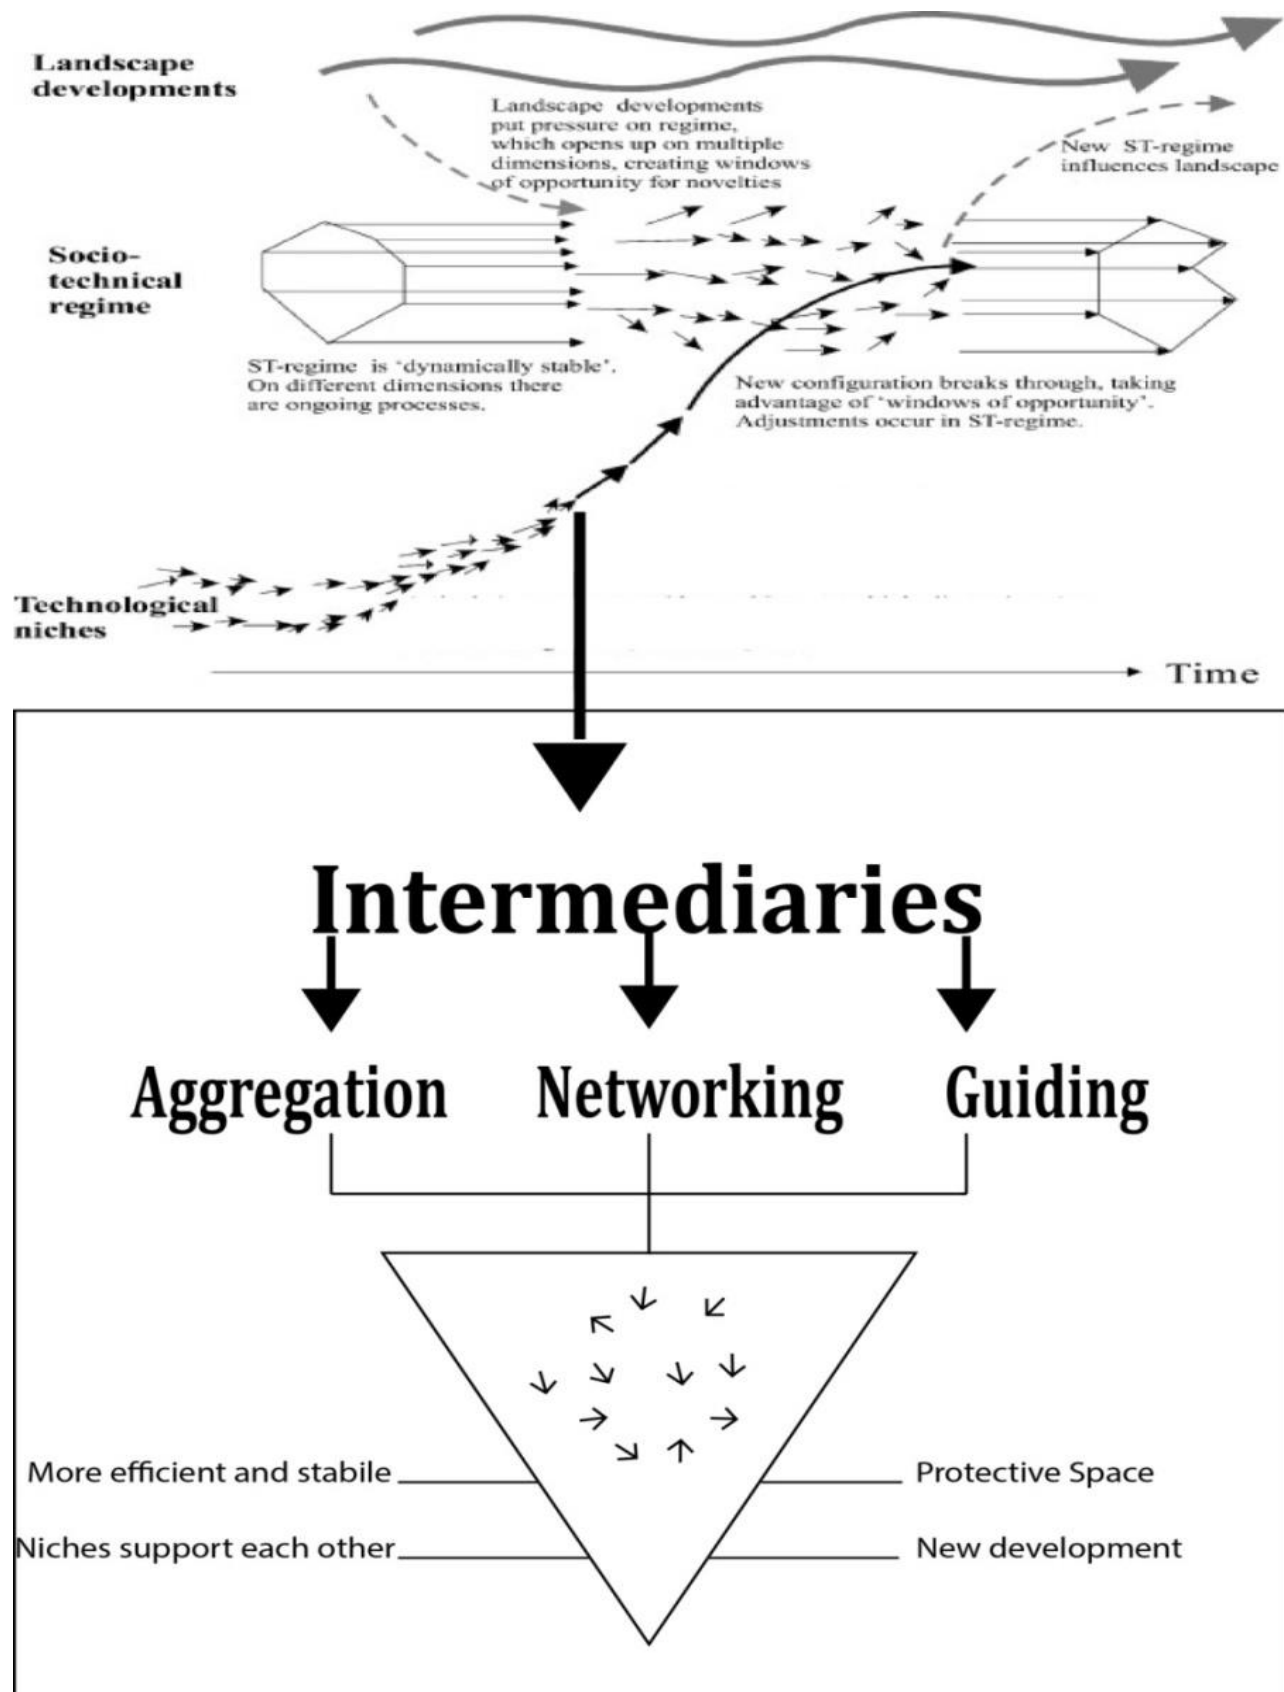 Landscape
developments
Landscape developments
put pressure on regime,
which opens up on multiple
dimensions, creating windows
of opportunity for novelties
New ST-regime
influences landscape
Socio-
technical
regime
ST-regime is ‘dynamically stable’.
On different dimensions there
are ongoing processes.
New configuration breaks through, taking
advantage of ‘windows of opportunity’.
Adjustments occur in ST-regime.
Technological
niches
Time
Intermediaries
Aggregation Networking Guiding
More efficient and stabile
Protective Space
Niches support each other
New development